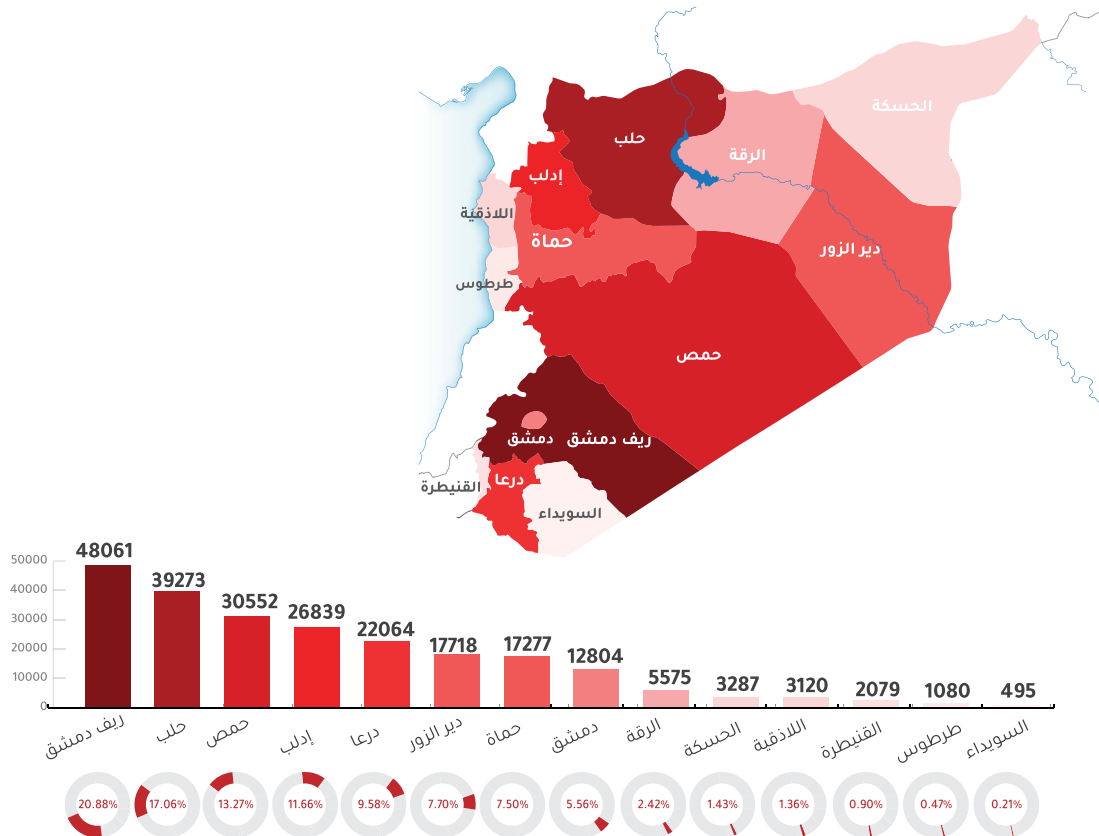 الحسكة
حلب
الرقة
إدلب
اللاذقية
حماة
دير الزور
طرطوس
حمص
دمشق
ريف دمشق
درعا
القنيطرة
السويداء
50000
40000
30000
20000
10000
0
48061
39273
30552
26839
22064
17718
17277
12804
5575
3287
3120
2079
1080
495
ريف دمشق
حلب
حمص
إدلب
درعا
دير الزور
حماة
دمشق
الرقة
الحسكة
اللاذقية
القنيطرة
طرطوس
السويداء
20.88%
17.06%
13.27%
11.66%
9.58%
7.70%
7.50%
5.56%
2.42%
1.43%
1.36%
0.90%
0.47%
0.21%